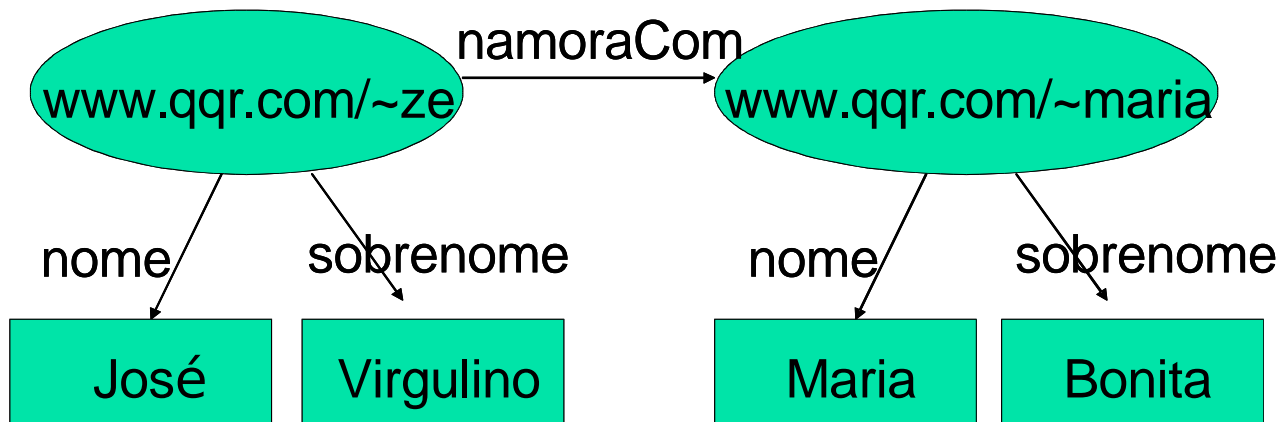 namoraCom
www.qqr.com/~ze
www.qqr.com/~maria
nome
sobrenome
nome
sobrenome
José
Virgulino
Maria
Bonita